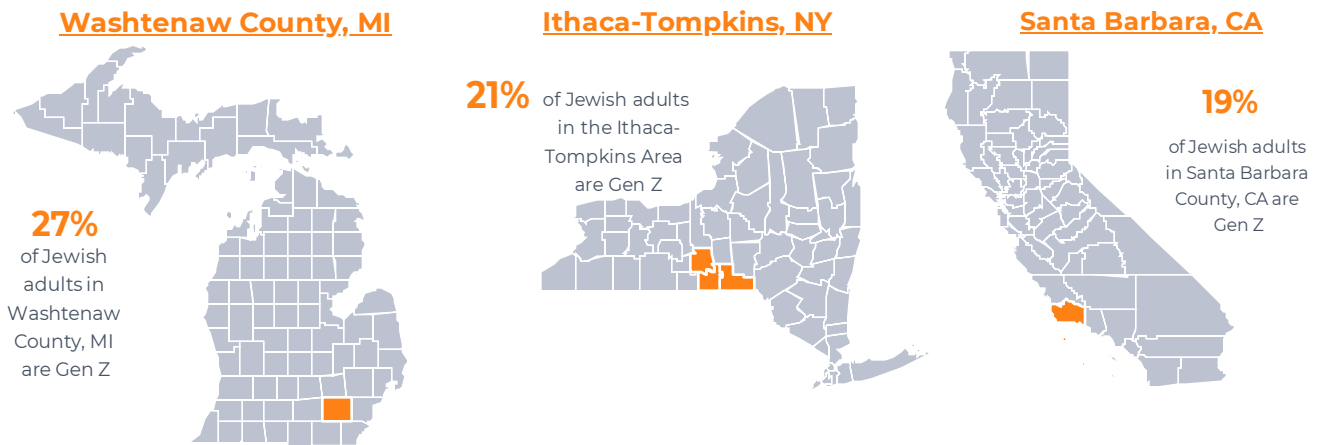 Washtenaw County, MI
27%
of Jewish
adults in
Washtenaw
County, MI
are Gen Z
Ithaca-Tompkins, NY
21% of Jewish adults
in the Ithaca-
Tompkins Area
are Gen Z
Santa Barbara, CA
19%
of Jewish adults
in Santa Barbara
County, CA are
Gen Z